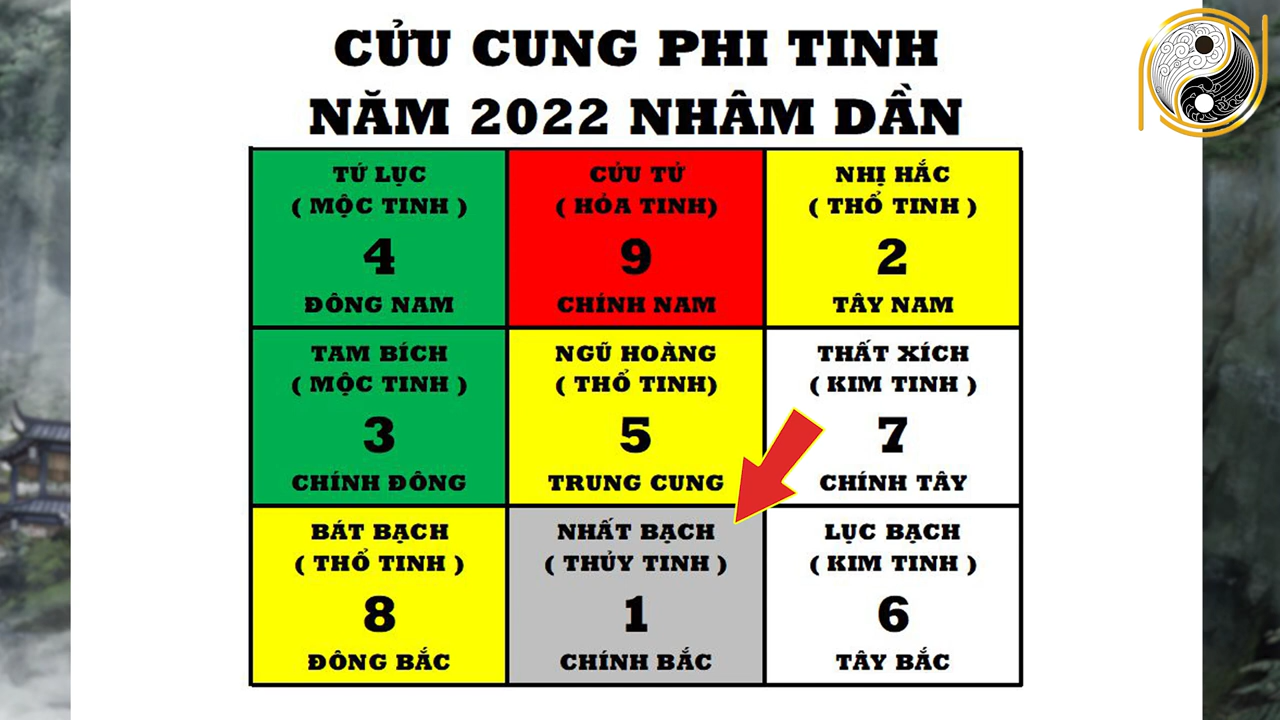 CỬU CUNG PHI TINH
NĂM 2022 NHÂM DẦN
TỨ LỤC
( MỘC TINH )
4
ĐÔNG NAM
CỬU TỬ
( HỎA TINH)
9
CHÍNH NAM
NHỊ HẮC
( THỔ TINH )
2
TÂY NAM
TAM BÍCH
( MỘC TINH )
3
CHÍNH ĐÔNG
NGŨ HOÀNG
( THỔ TINH)
5
TRUNG CUNG
THẤT XÍCH
( KIM TINH )
7
CHÍNH TÂY
BÁT BẠCH
( THỔ TINH )
8
ĐÔNG BẮC
NHẤT BẠCH
( THỦY TINH )
1
CHÍNH BẮC
LỤC BẠCH
( KIM TINH )
6
TÂY BẮC